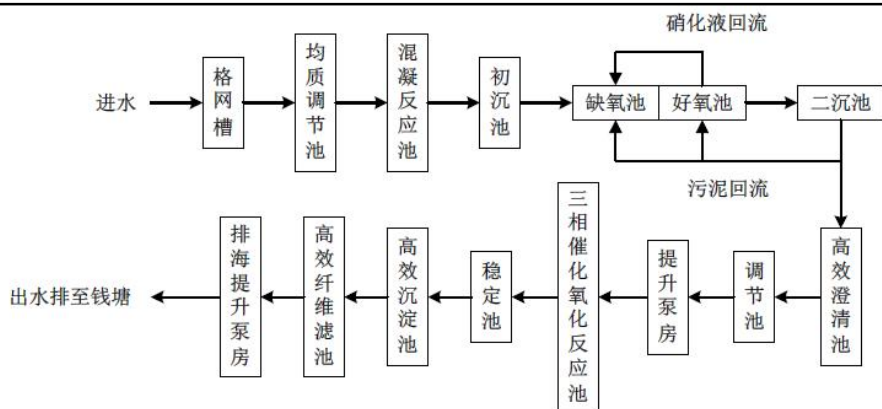 硝化液回流
进水
格网槽
均质调节池
混凝反应池
初沉池
缺氧池
好氧池
二沉池
污泥回流
出水排至钱塘
排海提升泵房
高效纤维滤池
高效沉淀池
稳定池
三相催化氧化反应池
提升泵房
调节池
高效澄清池